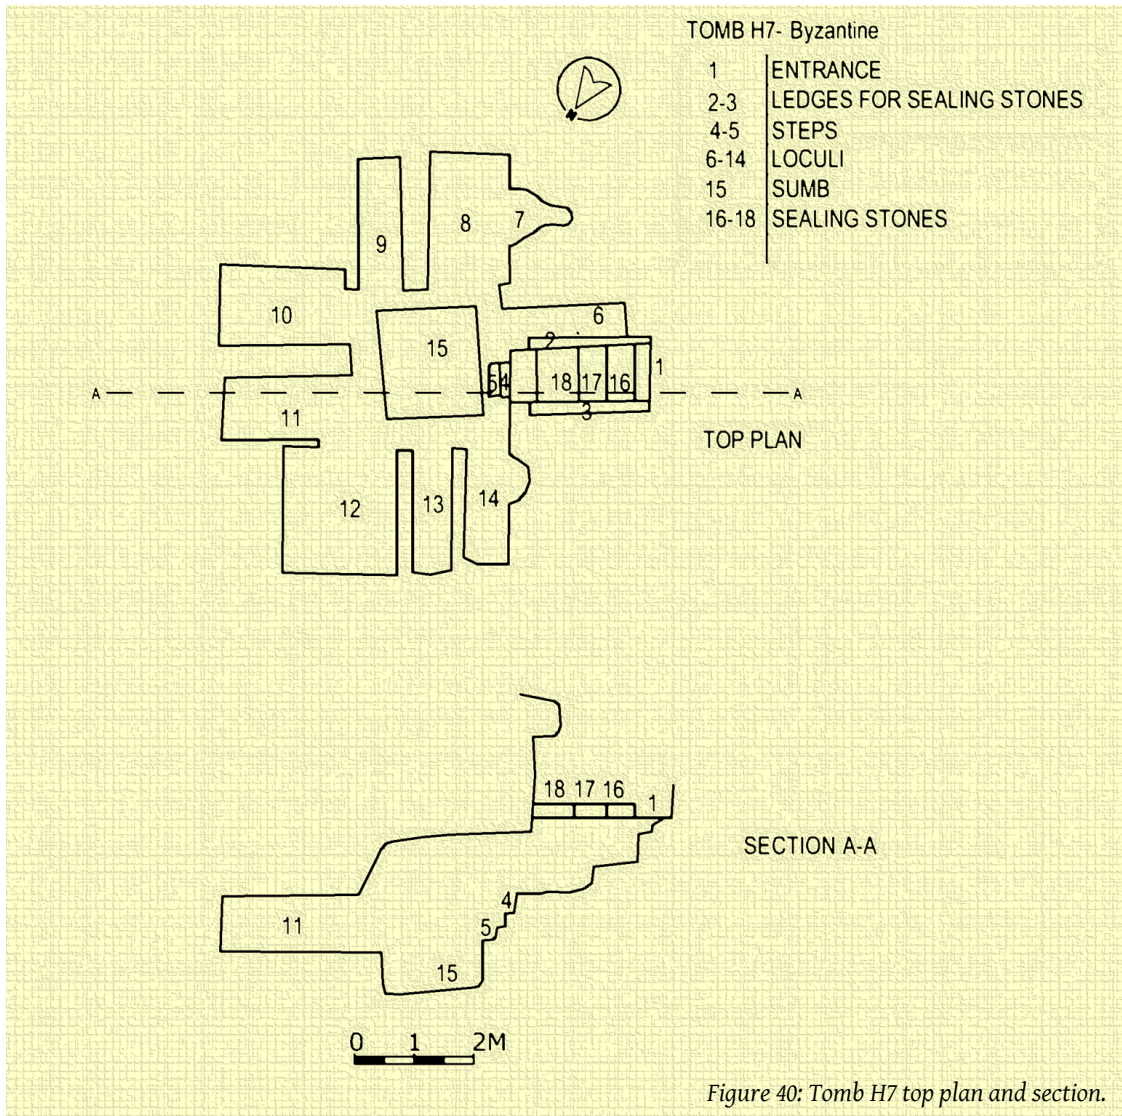 TOMB H7- Byzantine
1 ENTRANCE
2-3 LEDGES FOR SEALING STONES
4-5 STEPS
6-14 LOCULI
15 SUMB
16-18 SEALING STONES
N
7
8
9
10
6
2
15
1
5 4 18 17 16
A A
3
11
TOP PLAN
12 13 14
18 17 16 1
SECTION A-A
4
11 5
15
0 1 2M
Figure 40: Tomb H7 top plan and section.